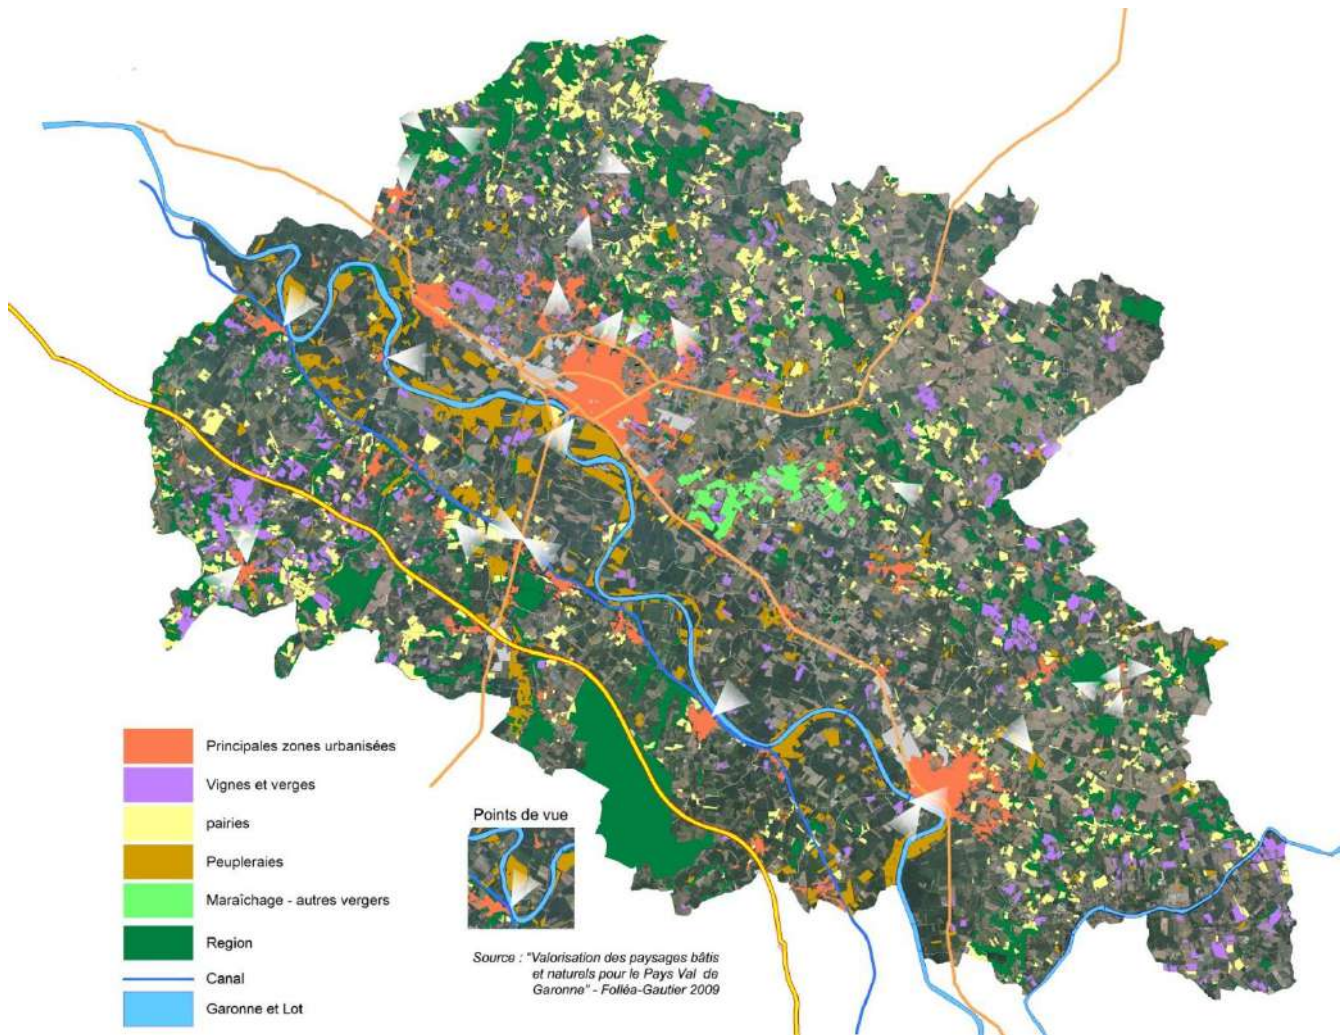 Principales zones urbanisées
Vignes et verges
pairies
Peupleraies
Maraîchage - autres vergers
Region
Canal
Garonne et Lot
Points de vue
Source : "Valorisation des paysages bâtis
et naturels pour le Pays Val de
Garonne" - Folléa-Gautier 2009